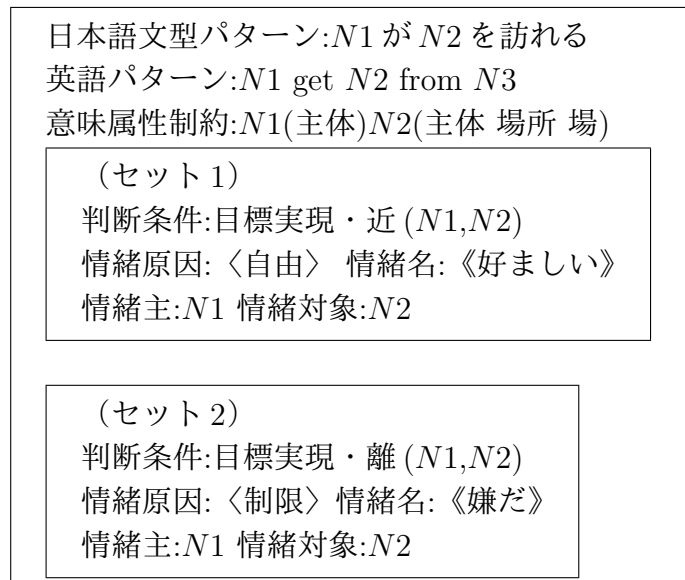 日本語文型パターン:N1 が N2 を訪れる
英語パターン:N1 get N2 from N3
意味属性制約:N1(主体)N2(主体 場所 場)
（セット 1）
判断条件:目標実現・近 (N1,N2)
情緒原因:〈自由〉 情緒名:《好ましい》
情緒主:N1 情緒対象:N2
（セット 2）
判断条件:目標実現・離 (N1,N2)
情緒原因:〈制限〉情緒名:《嫌だ》
情緒主:N1 情緒対象:N2